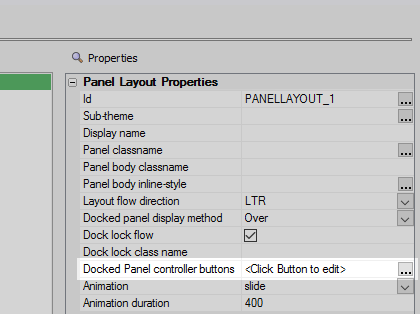 Properties
Panel Layout Properties
Id PANELLAYOUT_1 ...
Sub-theme ...
Display name
Panel classname ...
Panel body classname
Panel body inline-style ...
Layout flow direction LTR
Docked panel display method Over
Dock lock flow
Dock lock class name
Docked Panel controller buttons <Click Button to edit> ...
Animation slide
Animation duration 400